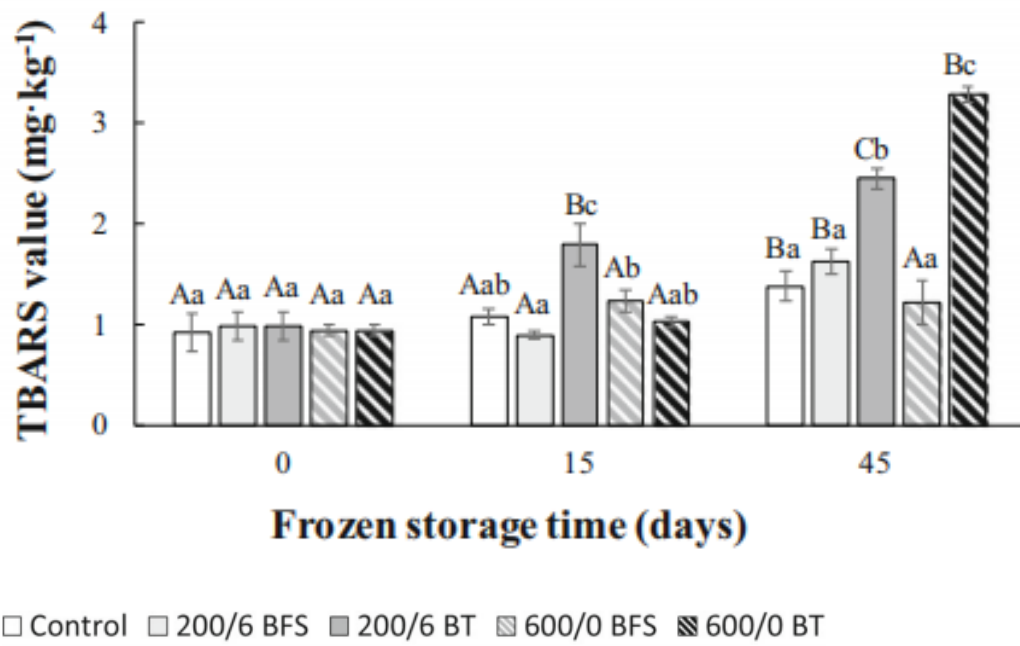 TBARS value (mg·kg⁻¹)
4
3
2
1
0
Aa Aa Aa Aa Aa
Aab Aa Bc Ab Aab
Ba Ba Cb Aa Bc
0 15 45
Frozen storage time (days)
Control 200/6 BFS 200/6 BT 600/0 BFS 600/0 BT